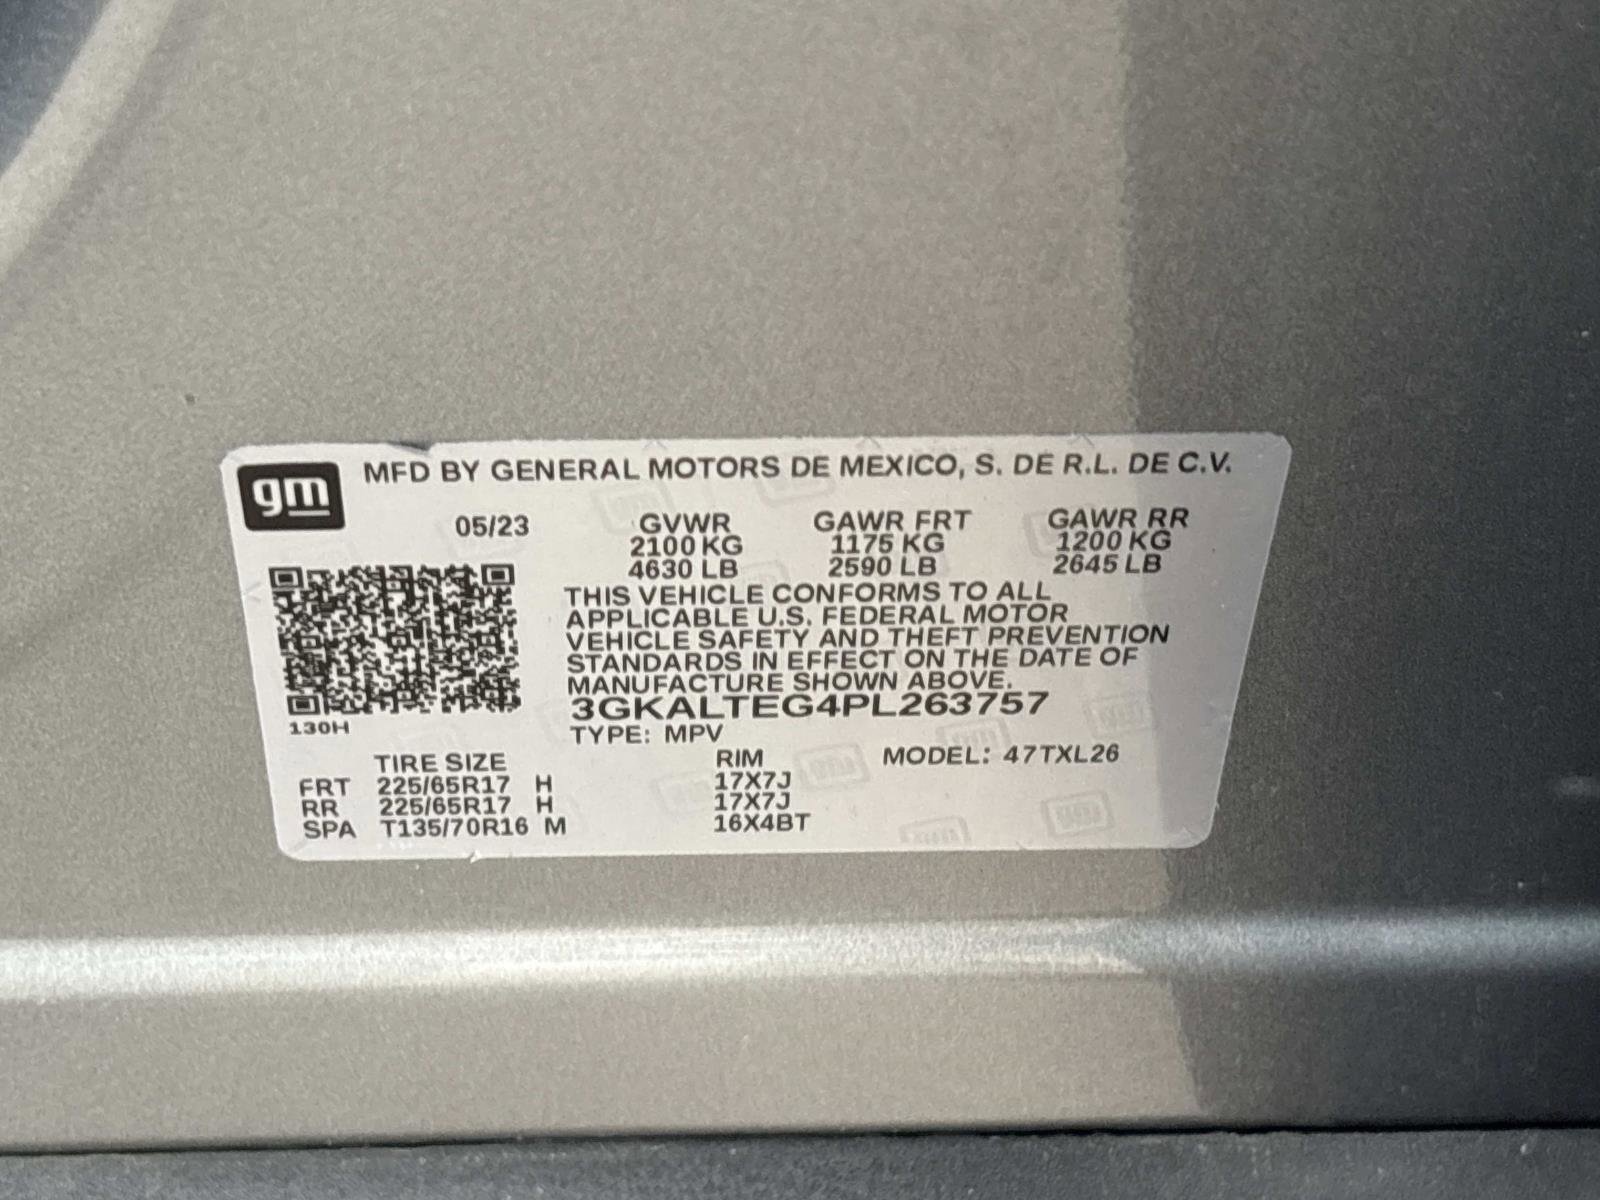 gm
MFD BY GENERAL MOTORS DE MEXICO, S. DE R.L. DE C.V.
05/23 GVWR GAWR FRT GAWR RR
2100 KG 1175 KG 1200 KG
4630 LB 2590 LB 2645 LB
THIS VEHICLE CONFORMS TO ALL
APPLICABLE U.S. FEDERAL MOTOR
VEHICLE SAFETY AND THEFT PREVENTION
STANDARDS IN EFFECT ON THE DATE OF
MANUFACTURE SHOWN ABOVE.
3GKALTEG4PL263757
130H
TYPE: MPV
TIRE SIZE RIM MODEL: 47TXL26
FRT 225/65R17 H 17X7J
RR 225/65R17 H 17X7J
SPA T135/70R16 M 16X4BT